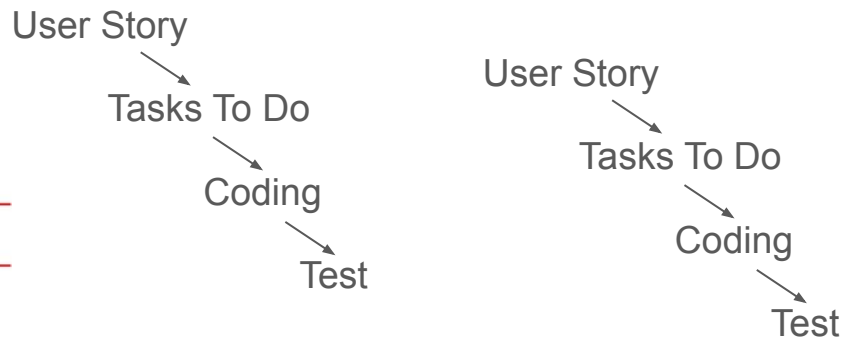 User Story
Tasks To Do
Coding
Test
User Story
Tasks To Do
Coding
Test